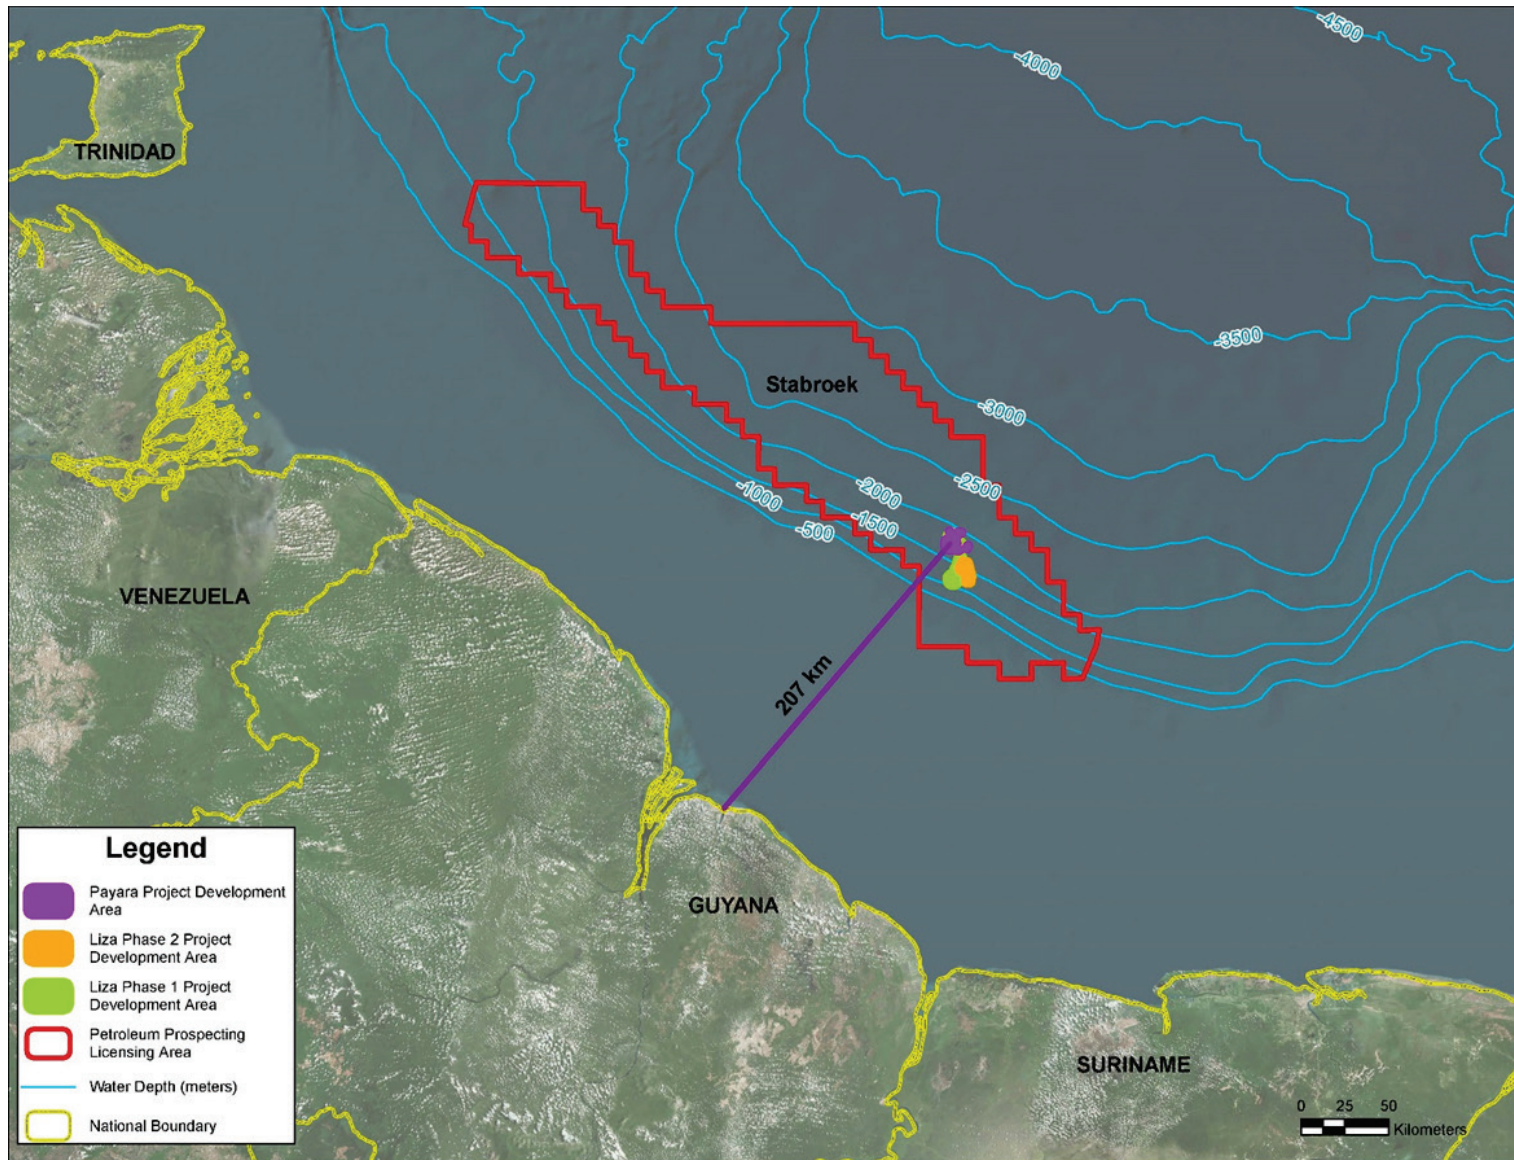 -4500
-4000
TRINIDAD
-3500
Stabroek
-3000
-2500
-2000
-1000
-1500
-500
VENEZUELA
207 km
GUYANA
SURINAME
Legend
Payara Project Development
Area
Liza Phase 2 Project
Development Area
Liza Phase 1 Project
Development Area
Petroleum Prospecting
Licensing Area
Water Depth (meters)
National Boundary
0 25 50
Kilometers